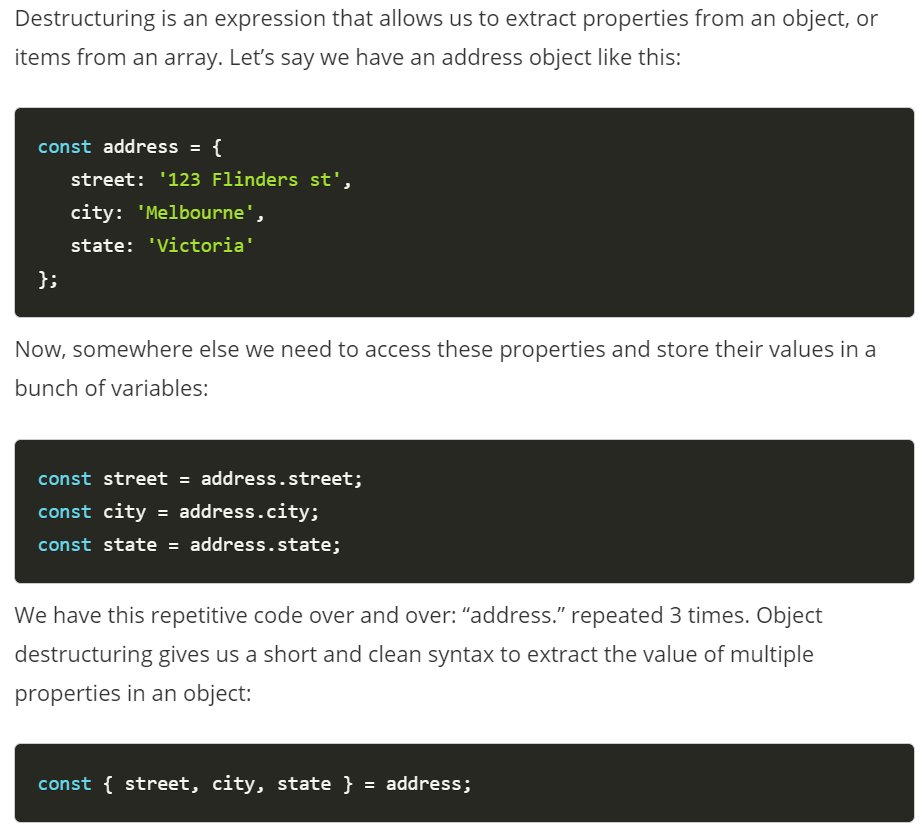 Destructuring is an expression that allows us to extract properties from an object, or
items from an array. Let’s say we have an address object like this:
const address = {
   street: '123 Flinders st',
   city: 'Melbourne',
   state: 'Victoria'
};
Now, somewhere else we need to access these properties and store their values in a
bunch of variables:
const street = address.street;
const city = address.city;
const state = address.state;
We have this repetitive code over and over: “address.” repeated 3 times. Object
destructuring gives us a short and clean syntax to extract the value of multiple
properties in an object:
const { street, city, state } = address;